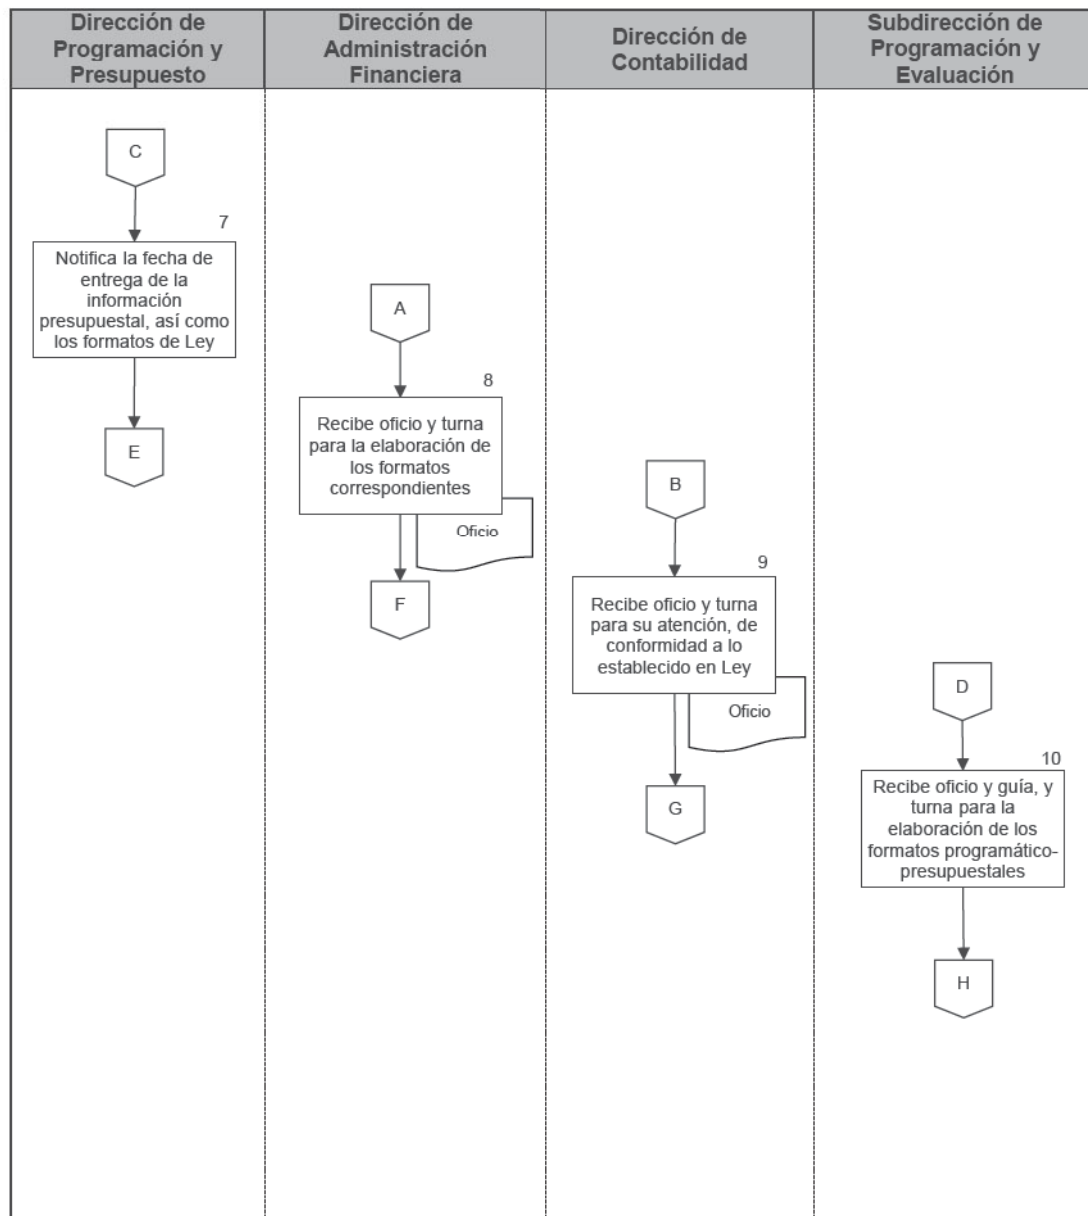 Dirección de
Programación y
Presupuesto
Dirección de
Administración
Financiera
Dirección de
Contabilidad
Subdirección de
Programación y
Evaluación
C
7
Notifica la fecha de
entrega de la
información
presupuestal, así como
los formatos de Ley
E
A
8
Recibe oficio y turna
para la elaboración de
los formatos
correspondientes
Oficio
F
B
9
Recibe oficio y turna
para su atención, de
conformidad a lo
establecido en Ley
Oficio
G
D
10
Recibe oficio y guía, y
turna para la
elaboración de los
formatos programático-
presupuestales
H